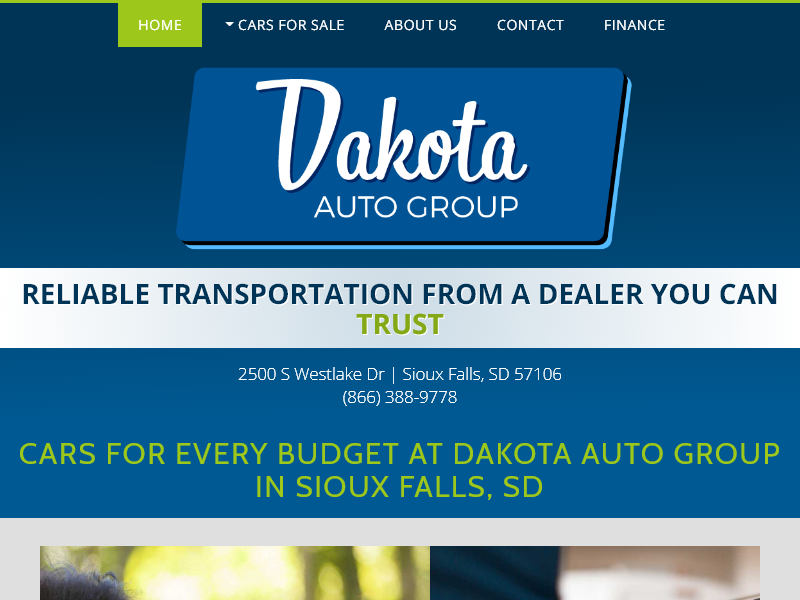 HOME CARS FOR SALE ABOUT US CONTACT FINANCE
Dakota
AUTO GROUP
RELIABLE TRANSPORTATION FROM A DEALER YOU CAN
TRUST
2500 S Westlake Dr | Sioux Falls, SD 57106
(866) 388-9778
CARS FOR EVERY BUDGET AT DAKOTA AUTO GROUP
IN SIOUX FALLS, SD